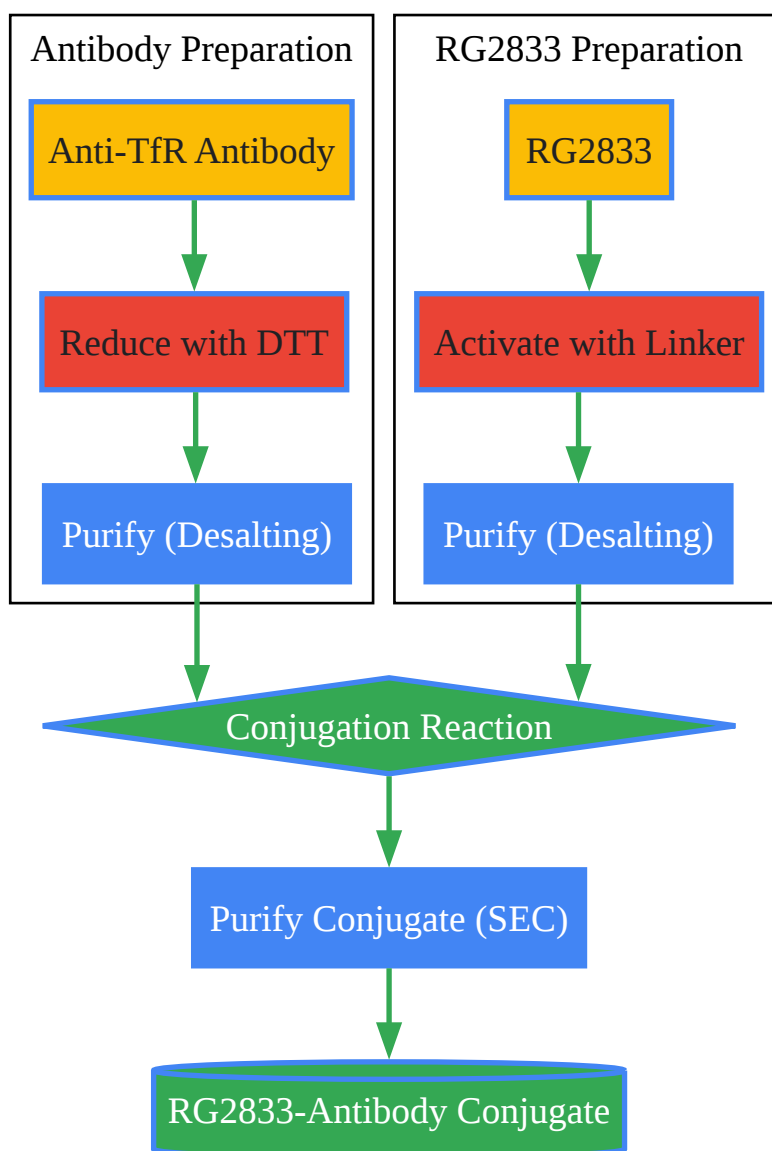 Antibody Preparation
Anti-TfR Antibody
Reduce with DTT
Purify (Desalting)
RG2833 Preparation
RG2833
Activate with Linker
Purify (Desalting)
Conjugation Reaction
Purify Conjugate (SEC)
RG2833-Antibody Conjugate